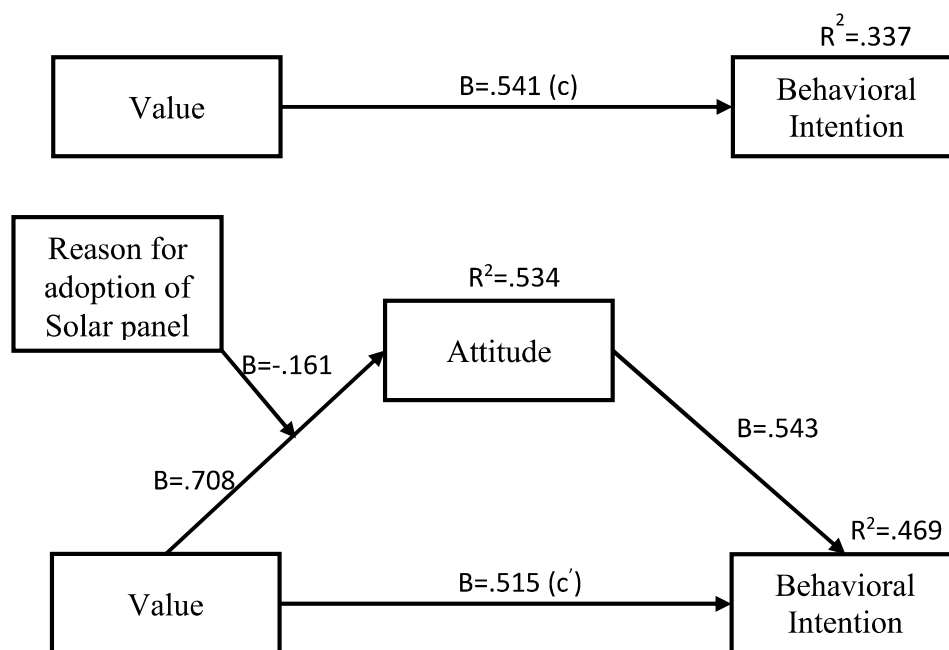 R²=.337
Value
B=.541 (c)
Behavioral
Intention
Reason for
adoption of
Solar panel
R²=.534
Attitude
B=-.161
B=.543
B=.708
R²=.469
Value
B=.515 (c’)
Behavioral
Intention